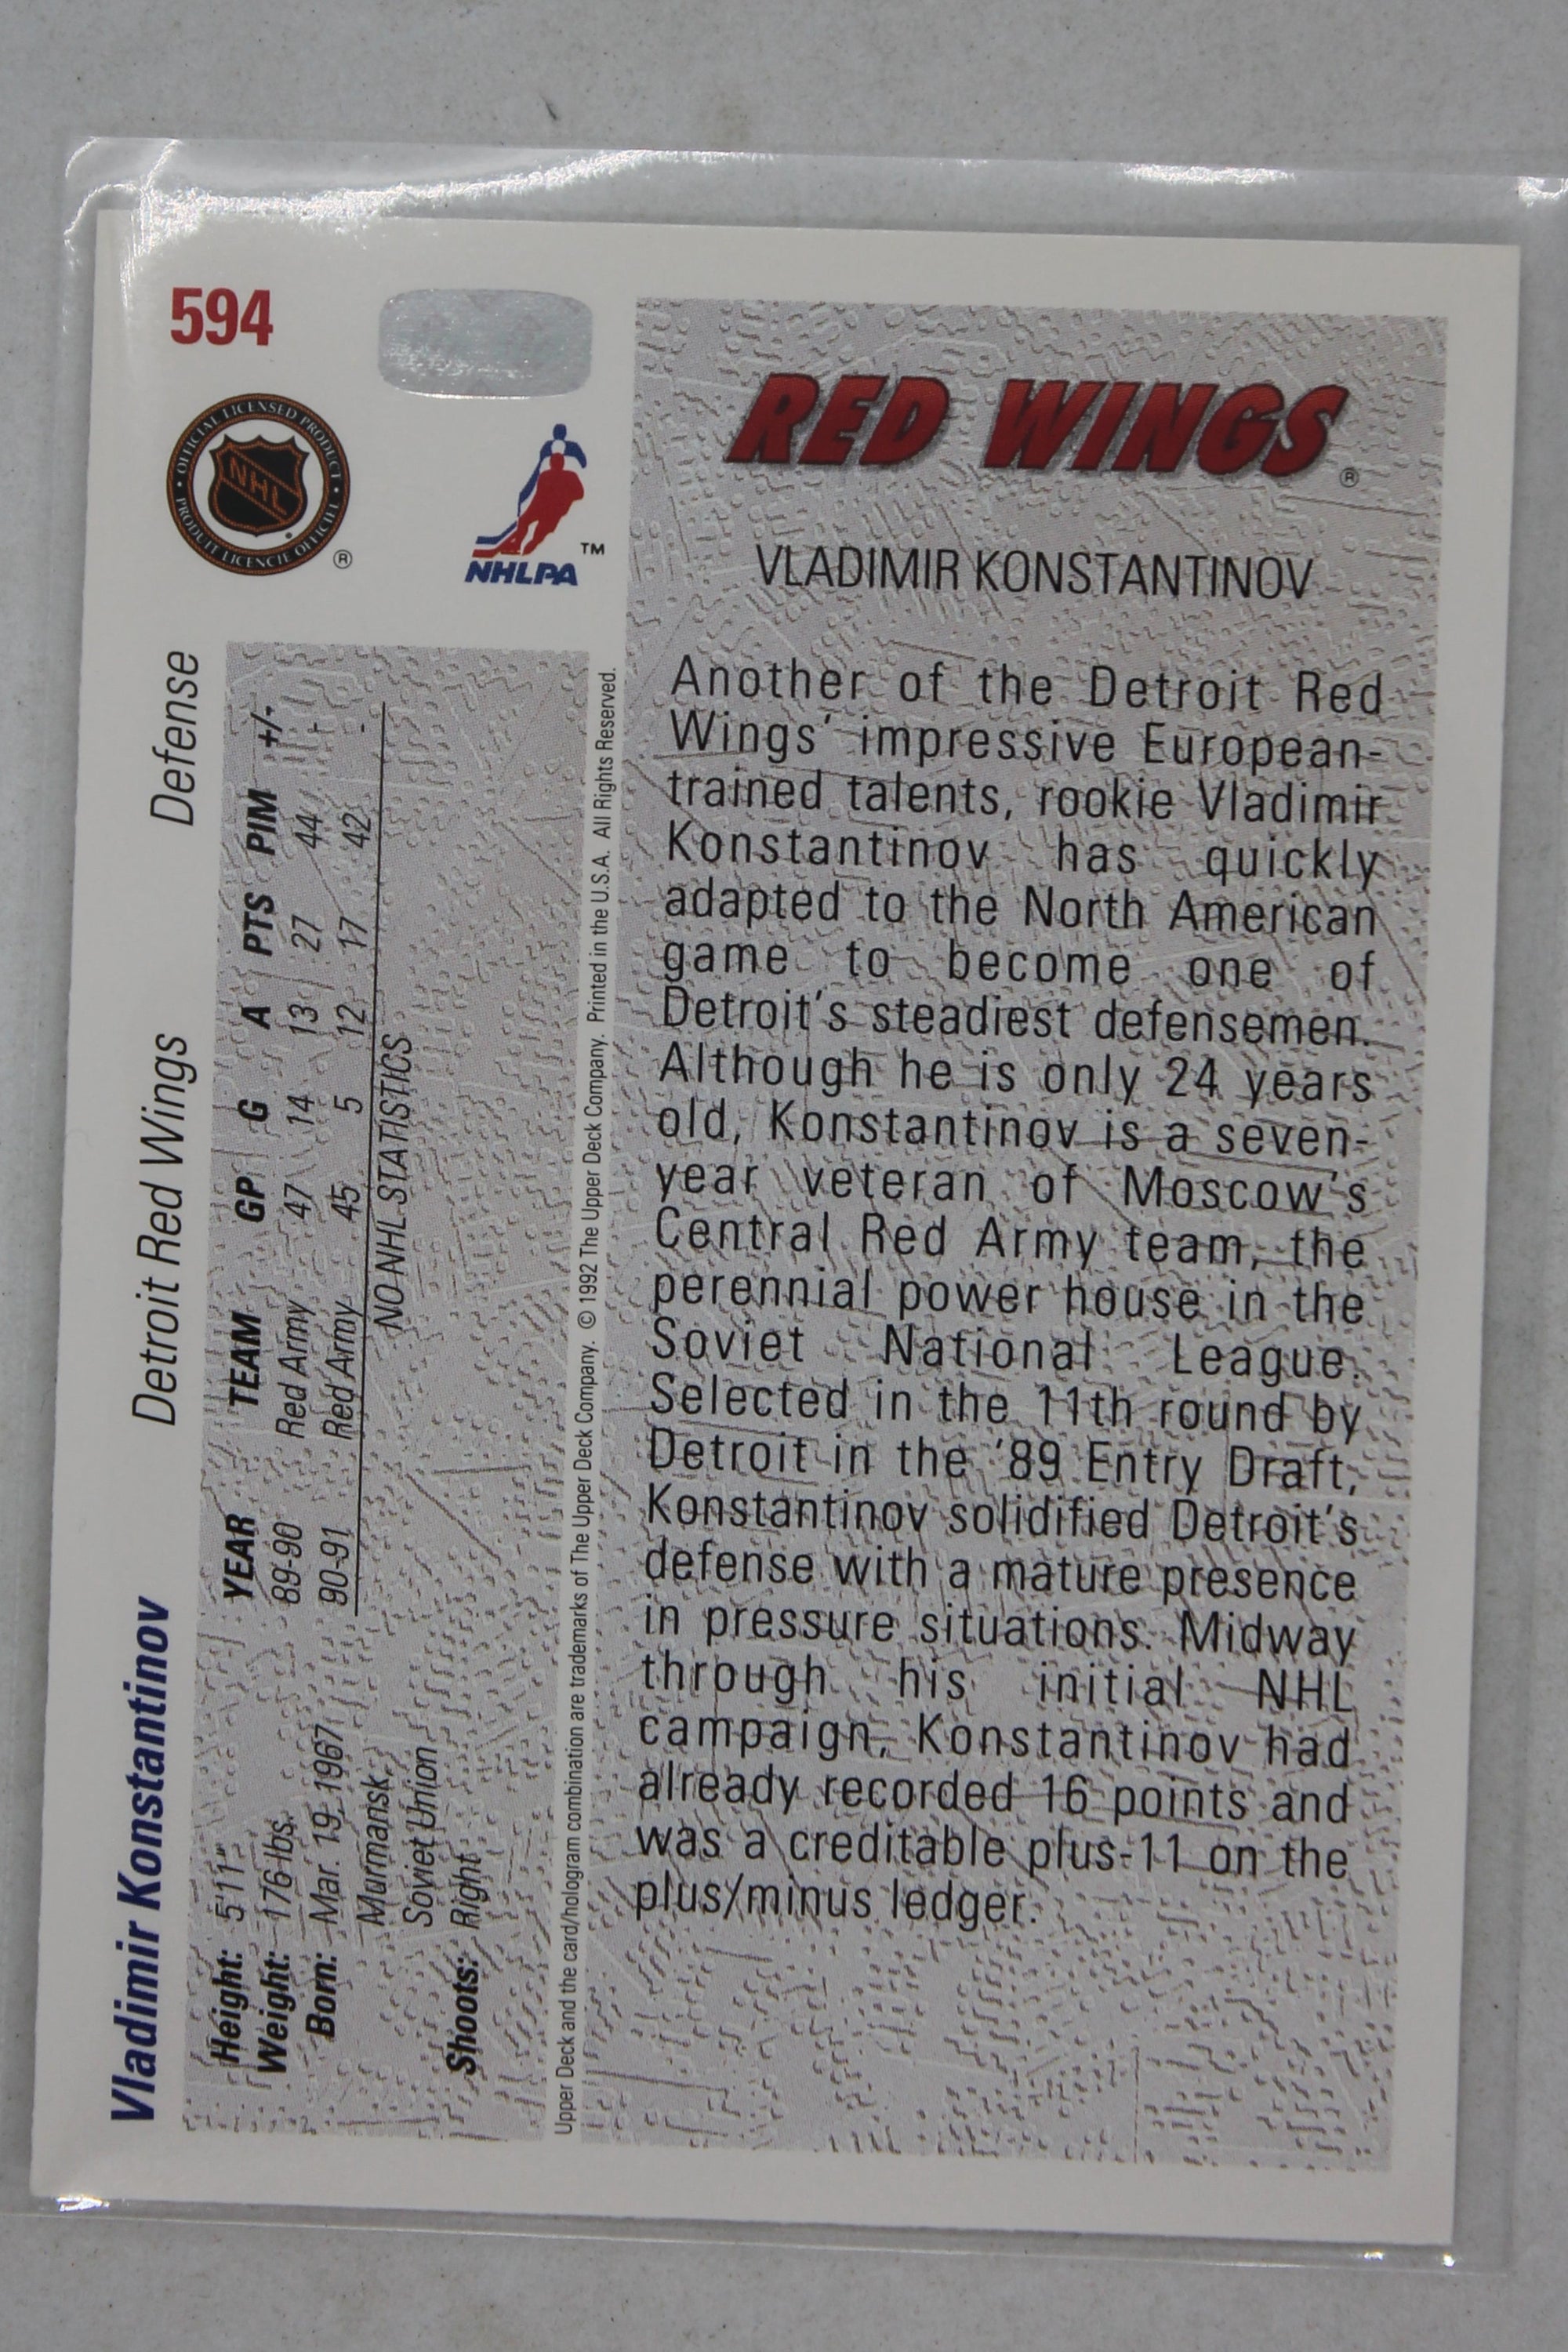 594
OFFICIAL LICENSED PRODUCT • PRODUIT LICENCIE OFFICIEL •
NHL
®
NHLPA
TM
RED WINGS
®
VLADIMIR KONSTANTINOV
Another of the Detroit Red
Wings' impressive European-
trained talents, rookie Vladimir
Konstantinov has quickly
adapted to the North American
game to become one of
Detroit's steadiest defensemen.
Although he is only 24 years
old, Konstantinov is a seven-
year veteran of Moscow's
Central Red Army team, the
perennial power house in the
Soviet National League.
Selected in the 11th round by
Detroit in the '89 Entry Draft,
Konstantinov solidified Detroit's
defense with a mature presence
in pressure situations. Midway
through his initial NHL
campaign, Konstantinov had
already recorded 16 points and
was a creditable plus-11 on the
plus/minus ledger.
Vladimir Konstantinov Detroit Red Wings Defense
Height: 5'11"
Weight: 176 lbs.
Born: Mar. 19, 1967
Murmansk,
Soviet Union
Shoots: Right
YEAR TEAM GP G A PTS PIM +/-
89-90 Red Army 47 14 13 27 44 -
90-91 Red Army 45 5 12 17 42 -
NO NHL STATISTICS
Upper Deck and the card/hologram combination are trademarks of The Upper Deck Company. © 1992 The Upper Deck Company. Printed in the U.S.A. All Rights Reserved.